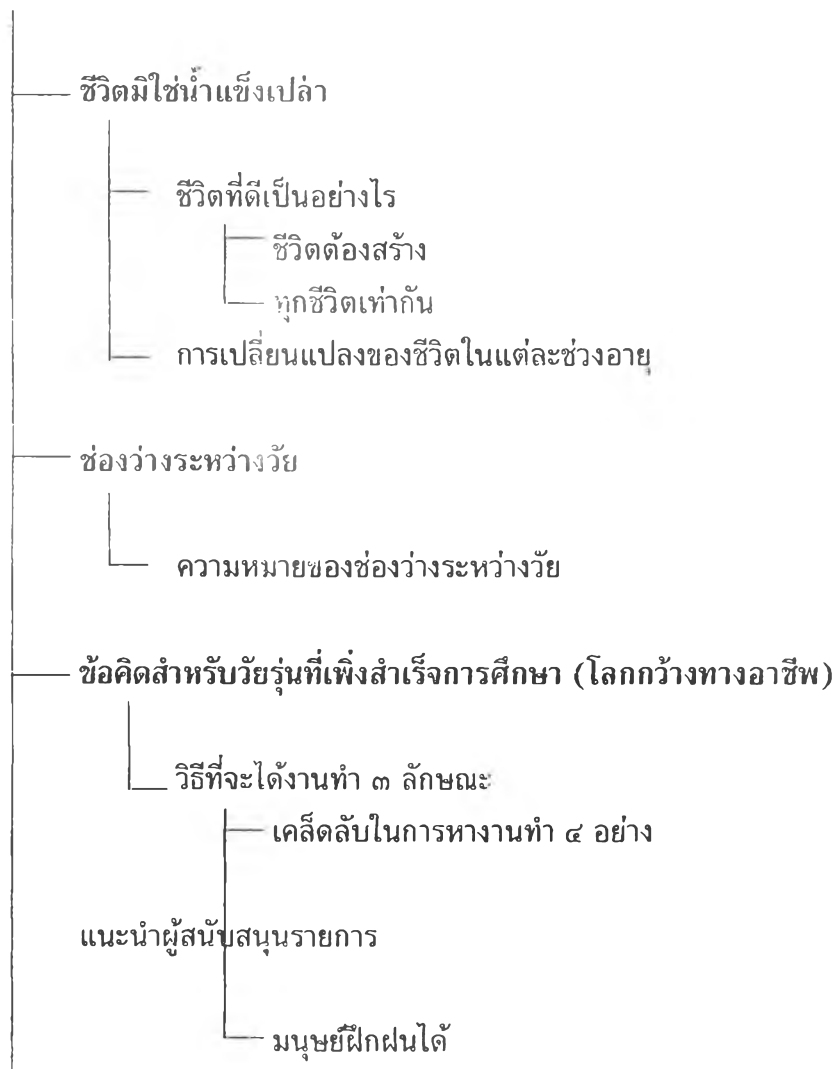 ชีวิตมิใช่น้ำแข็งเปล่า
ชีวิตที่ดีเป็นอย่างไร
ชีวิตต้องสร้าง
ทุกชีวิตเท่ากัน
การเปลี่ยนแปลงของชีวิตในแต่ละช่วงอายุ
ช่องว่างระหว่างวัย
ความหมายของช่องว่างระหว่างวัย
ข้อคิดสำหรับวัยรุ่นที่เพิ่งสำเร็จการศึกษา (โลกกว้างทางอาชีพ)
วิธีที่จะได้งานทำ ๓ ลักษณะ
เคล็ดลับในการหางานทำ ๔ อย่าง
แนะนำผู้สนับสนุนรายการ
มนุษย์ฝึกฝนได้